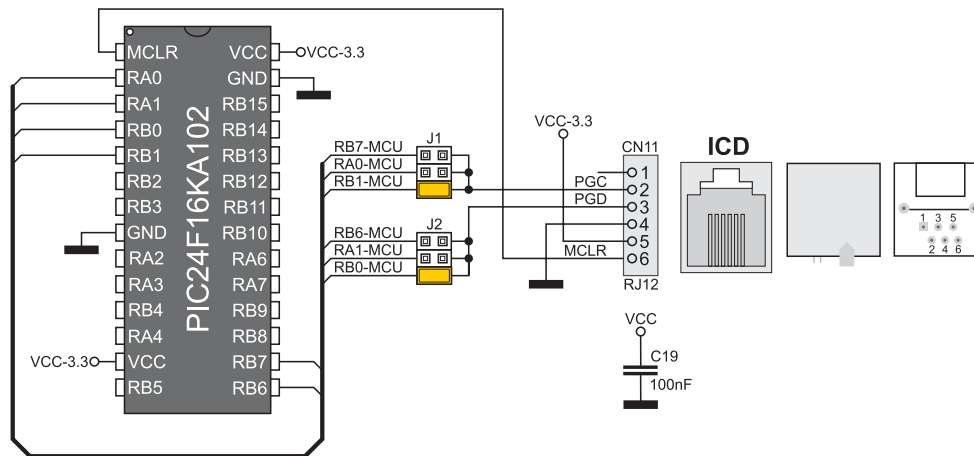 MCLR
RA0
RA1
RB0
RB1
RB2
RB3
GND
RA2
RA3
RB4
RA4
VCC
RB5
PIC24F16KA102
VCC
GND
RB15
RB14
RB13
RB12
RB11
RB10
RA6
RA7
RB9
RB8
RB7
RB6
VCC-3.3
VCC-3.3
J1
RB7-MCU
RA0-MCU
RB1-MCU
J2
RB6-MCU
RA1-MCU
RB0-MCU
VCC-3.3
PGC
PGD
MCLR
CN11
1
2
3
4
5
6
RJ12
VCC
C19
100nF
ICD
1 3 5
2 4 6